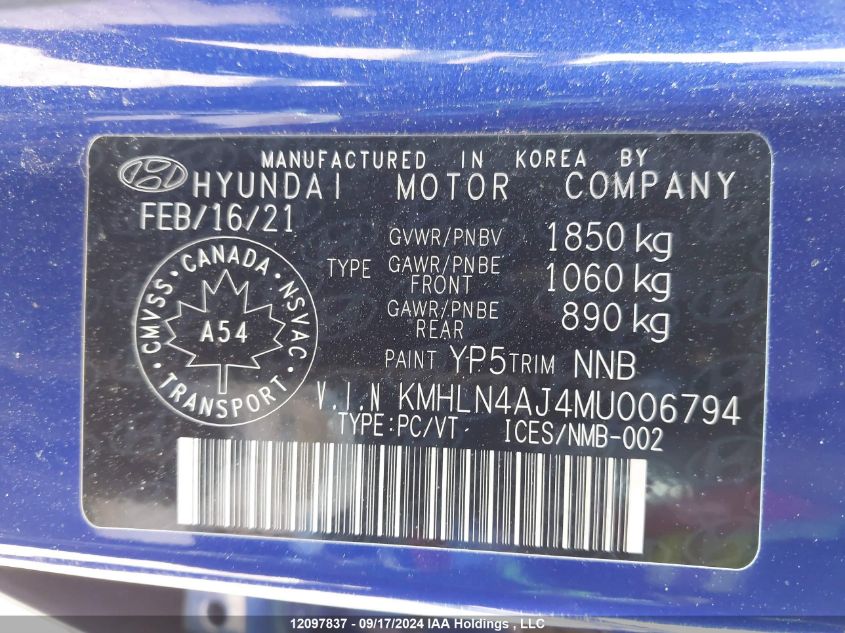 MANUFACTURED IN KOREA BY
HYUNDAI MOTOR COMPANY
FEB/16/21
GVWR/PNBV 1850 kg
TYPE GAWR/PNBE FRONT 1060 kg
GAWR/PNBE REAR 890 kg
CMVSS · CANADA · NSVAC
A54
TRANSPORT
PAINT YP5 TRIM NNB
V.I.N KMHLN4AJ4MU006794
TYPE:PC/VT ICES/NMB-002
12097837 - 09/17/2024 IAA Holdings , LLC